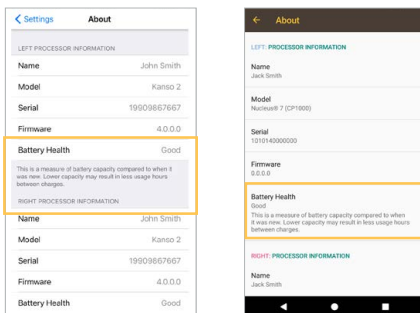 Settings
About
LEFT PROCESSOR INFORMATION
Name John Smith
Model Kanso 2
Serial 19909867667
Firmware 4.0.0.0
Battery Health Good
This is a measure of battery capacity compared to when it
was new. Lower capacity may result in less usage hours
between charges.
RIGHT PROCESSOR INFORMATION
Name John Smith
Model Kanso 2
Serial 19909867667
Firmware 4.0.0.0
Battery Health Good
About
LEFT: PROCESSOR INFORMATION
Name
Jack Smith
Model
Nucleus® 7 (CP1000)
Serial
1010140000000
Firmware
0.0.0.0
Battery Health
Good
This is a measure of battery capacity compared to when
it was new. Lower capacity may result in less usage hours
between charges.
RIGHT: PROCESSOR INFORMATION
Name
Jack Smith